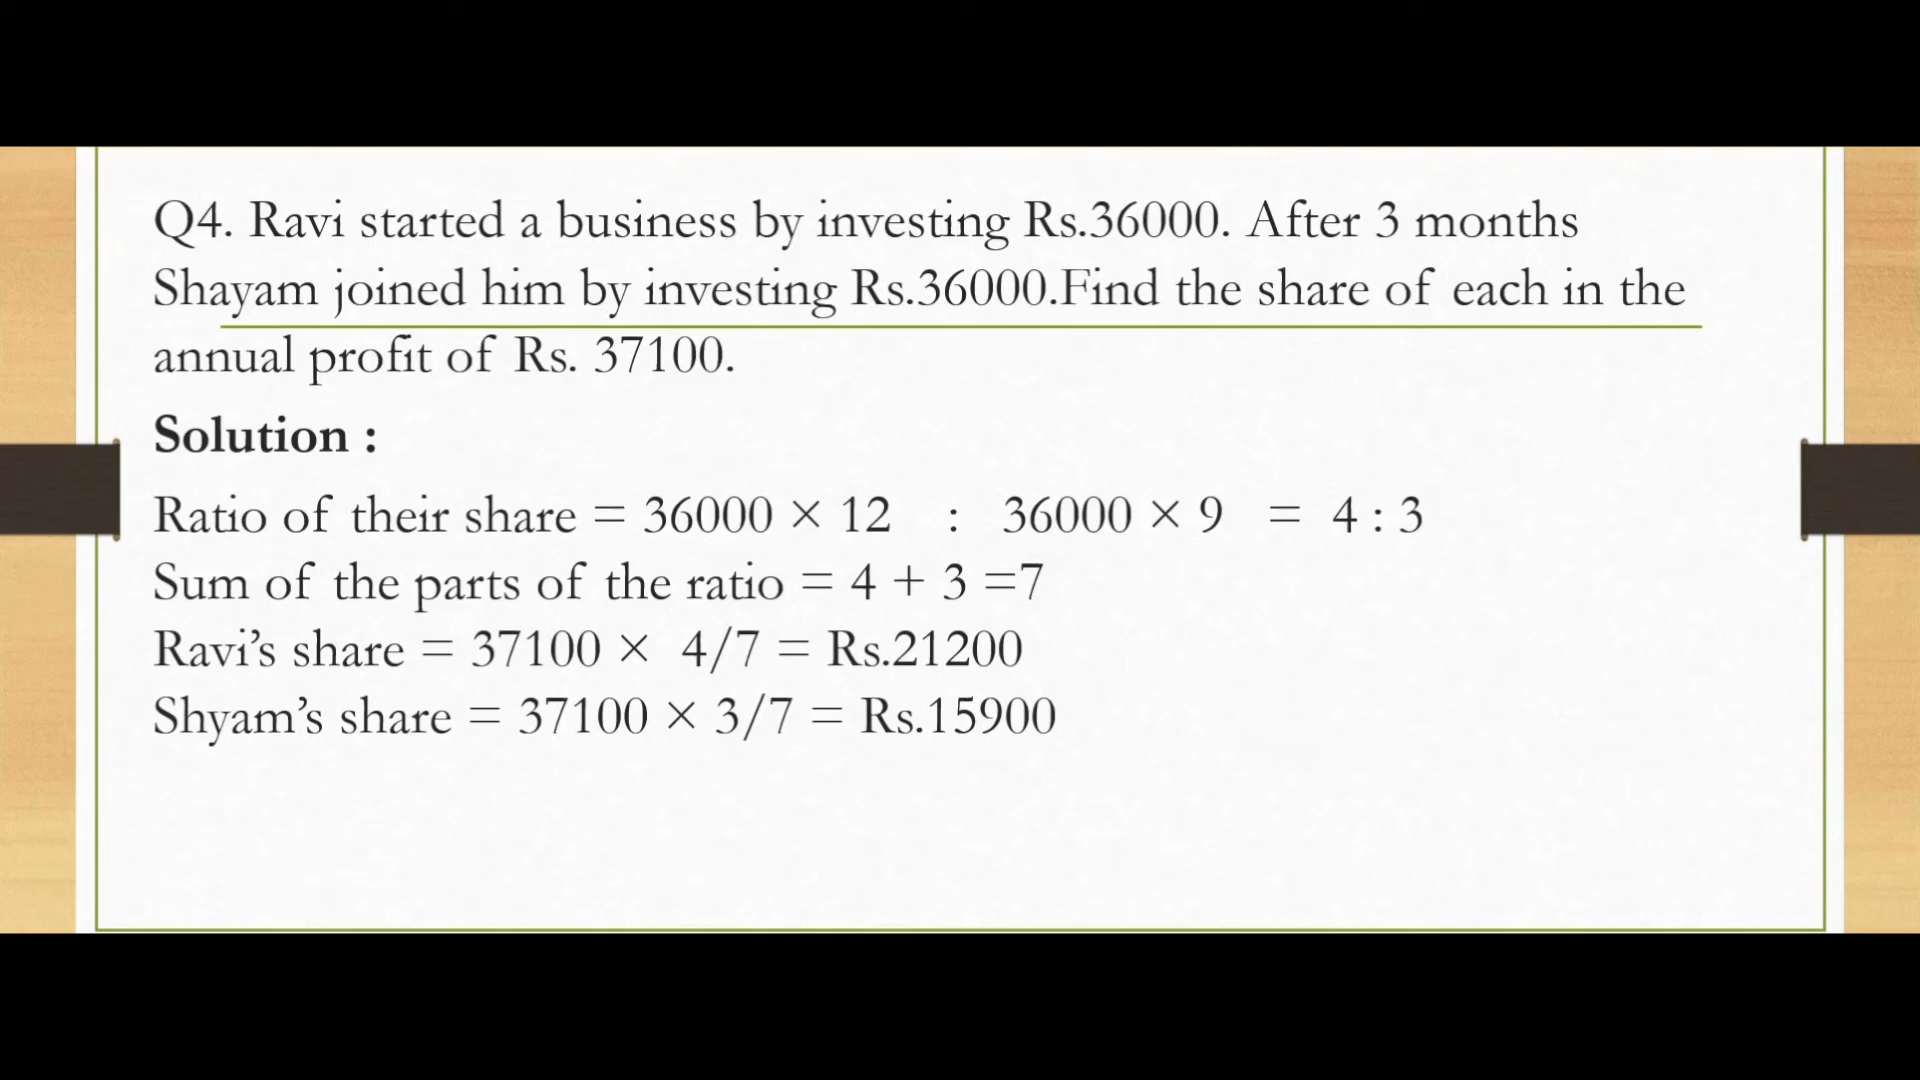 Q4. Ravi started a business by investing Rs.36000. After 3 months
Shayam joined him by investing Rs.36000.Find the share of each in the
annual profit of Rs. 37100.
Solution :
Ratio of their share = 36000 × 12 : 36000 × 9 = 4 : 3
Sum of the parts of the ratio = 4 + 3 =7
Ravi’s share = 37100 × 4/7 = Rs.21200
Shyam’s share = 37100 × 3/7 = Rs.15900